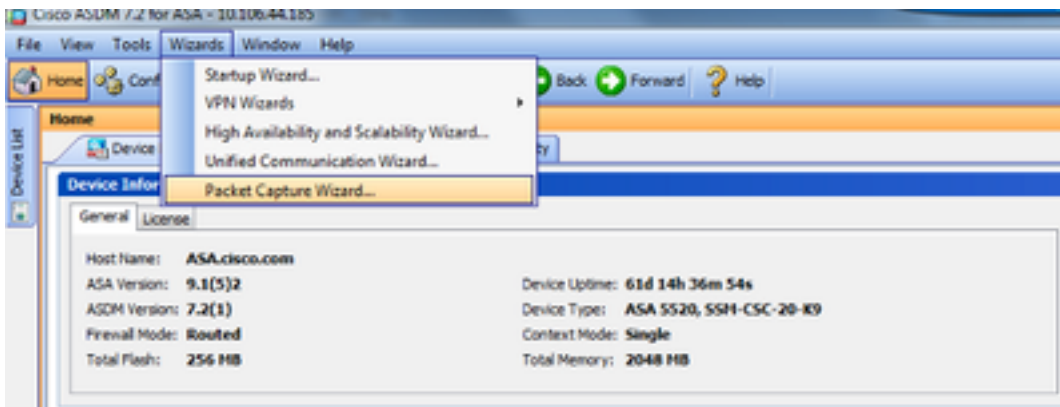 Cisco ASDM 7.2 for ASA - 10.106.44.185
File View Tools Wizards Window Help
Home Conf Back Forward Help
Startup Wizard...
VPN Wizards
High Availability and Scalability Wizard...
Unified Communication Wizard...
Packet Capture Wizard...
Device List
Home
Device ty
Device Infor
General License
Host Name: ASA.cisco.com
ASA Version: 9.1(5)2 Device Uptime: 61d 14h 36m 54s
ASDM Version: 7.2(1) Device Type: ASA 5520, SSM-CSC-20-K9
Firewall Mode: Routed Context Mode: Single
Total Flash: 256 MB Total Memory: 2048 MB